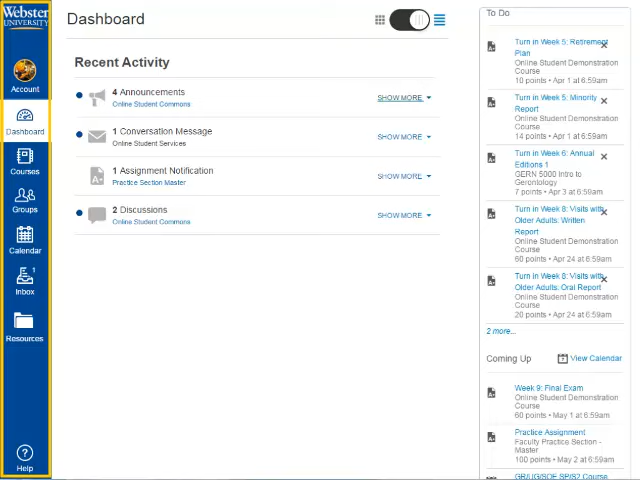 Webster
UNIVERSITY
Account
Dashboard
Courses
Groups
Calendar
1
Inbox
Resources
Help
Dashboard
Recent Activity
4 Announcements
Online Student Commons
SHOW MORE
1 Conversation Message
Online Student Services
SHOW MORE
1 Assignment Notification
Practice Section Master
SHOW MORE
2 Discussions
Online Student Commons
SHOW MORE
To Do
Turn in Week 5: Retirement
Plan
Online Student Demonstration
Course
10 points • Apr 1 at 6:59am
Turn in Week 5: Minority
Report
Online Student Demonstration
Course
14 points • Apr 1 at 6:59am
Turn in Week 6: Annual
Editions 1
GERN 5000 Intro to
Gerontology
7 points • Apr 3 at 6:59am
Turn in Week 8: Visits with
Older Adults: Written
Report
Online Student Demonstration
Course
60 points • Apr 24 at 6:59am
Turn in Week 8: Visits with
Older Adults: Oral Report
Online Student Demonstration
Course
20 points • Apr 24 at 6:59am
2 more...
Coming Up
View Calendar
Week 9: Final Exam
Online Student Demonstration
Course
60 points • May 1 at 6:59am
Practice Assignment
Faculty Practice Section -
Master
100 points • May 2 at 6:59am
GR/UG/SOE SP/S2 Course